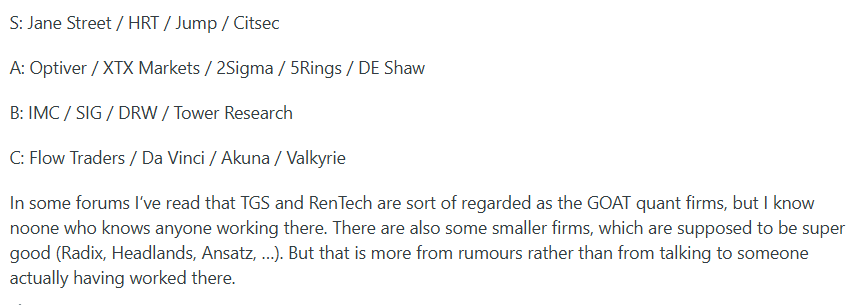 S: Jane Street / HRT / Jump / Citsec
A: Optiver / XTX Markets / 2Sigma / 5Rings / DE Shaw
B: IMC / SIG / DRW / Tower Research
C: Flow Traders / Da Vinci / Akuna / Valkyrie
In some forums I've read that TGS and RenTech are sort of regarded as the GOAT quant firms, but I know
noone who knows anyone working there. There are also some smaller firms, which are supposed to be super
good (Radix, Headlands, Ansatz, ...). But that is more from rumours rather than from talking to someone
actually having worked there.